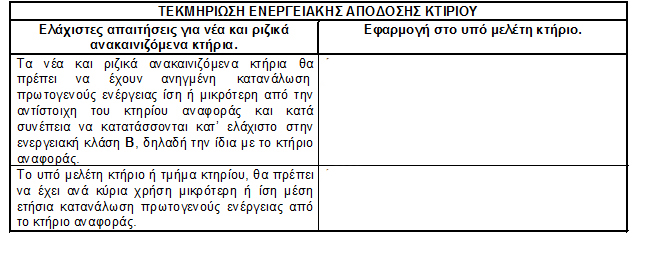 ΤΕΚΜΗΡΙΩΣΗ ΕΝΕΡΓΕΙΑΚΗΣ ΑΠΟΔΟΣΗΣ ΚΤΙΡΙΟΥ
Ελάχιστες απαιτήσεις για νέα και ριζικά
ανακαινιζόμενα κτήρια.
Εφαρμογή στο υπό μελέτη κτήριο.
Τα νέα και ριζικά ανακαινιζόμενα κτήρια θα
πρέπει να έχουν ανηγμένη κατανάλωση
πρωτογενούς ενέργειας ίση ή μικρότερη από την
αντίστοιχη του κτηρίου αναφοράς και κατά
συνέπεια να κατατάσσονται κατ’ ελάχιστο στην
ενεργειακή κλάση Β, δηλαδή την ίδια με το κτήριο
αναφοράς.
Το υπό μελέτη κτήριο ή τμήμα κτηρίου, θα πρέπει
να έχει ανά κύρια χρήση μικρότερη ή ίση μέση
ετήσια κατανάλωση πρωτογενούς ενέργειας από
το κτήριο αναφοράς.